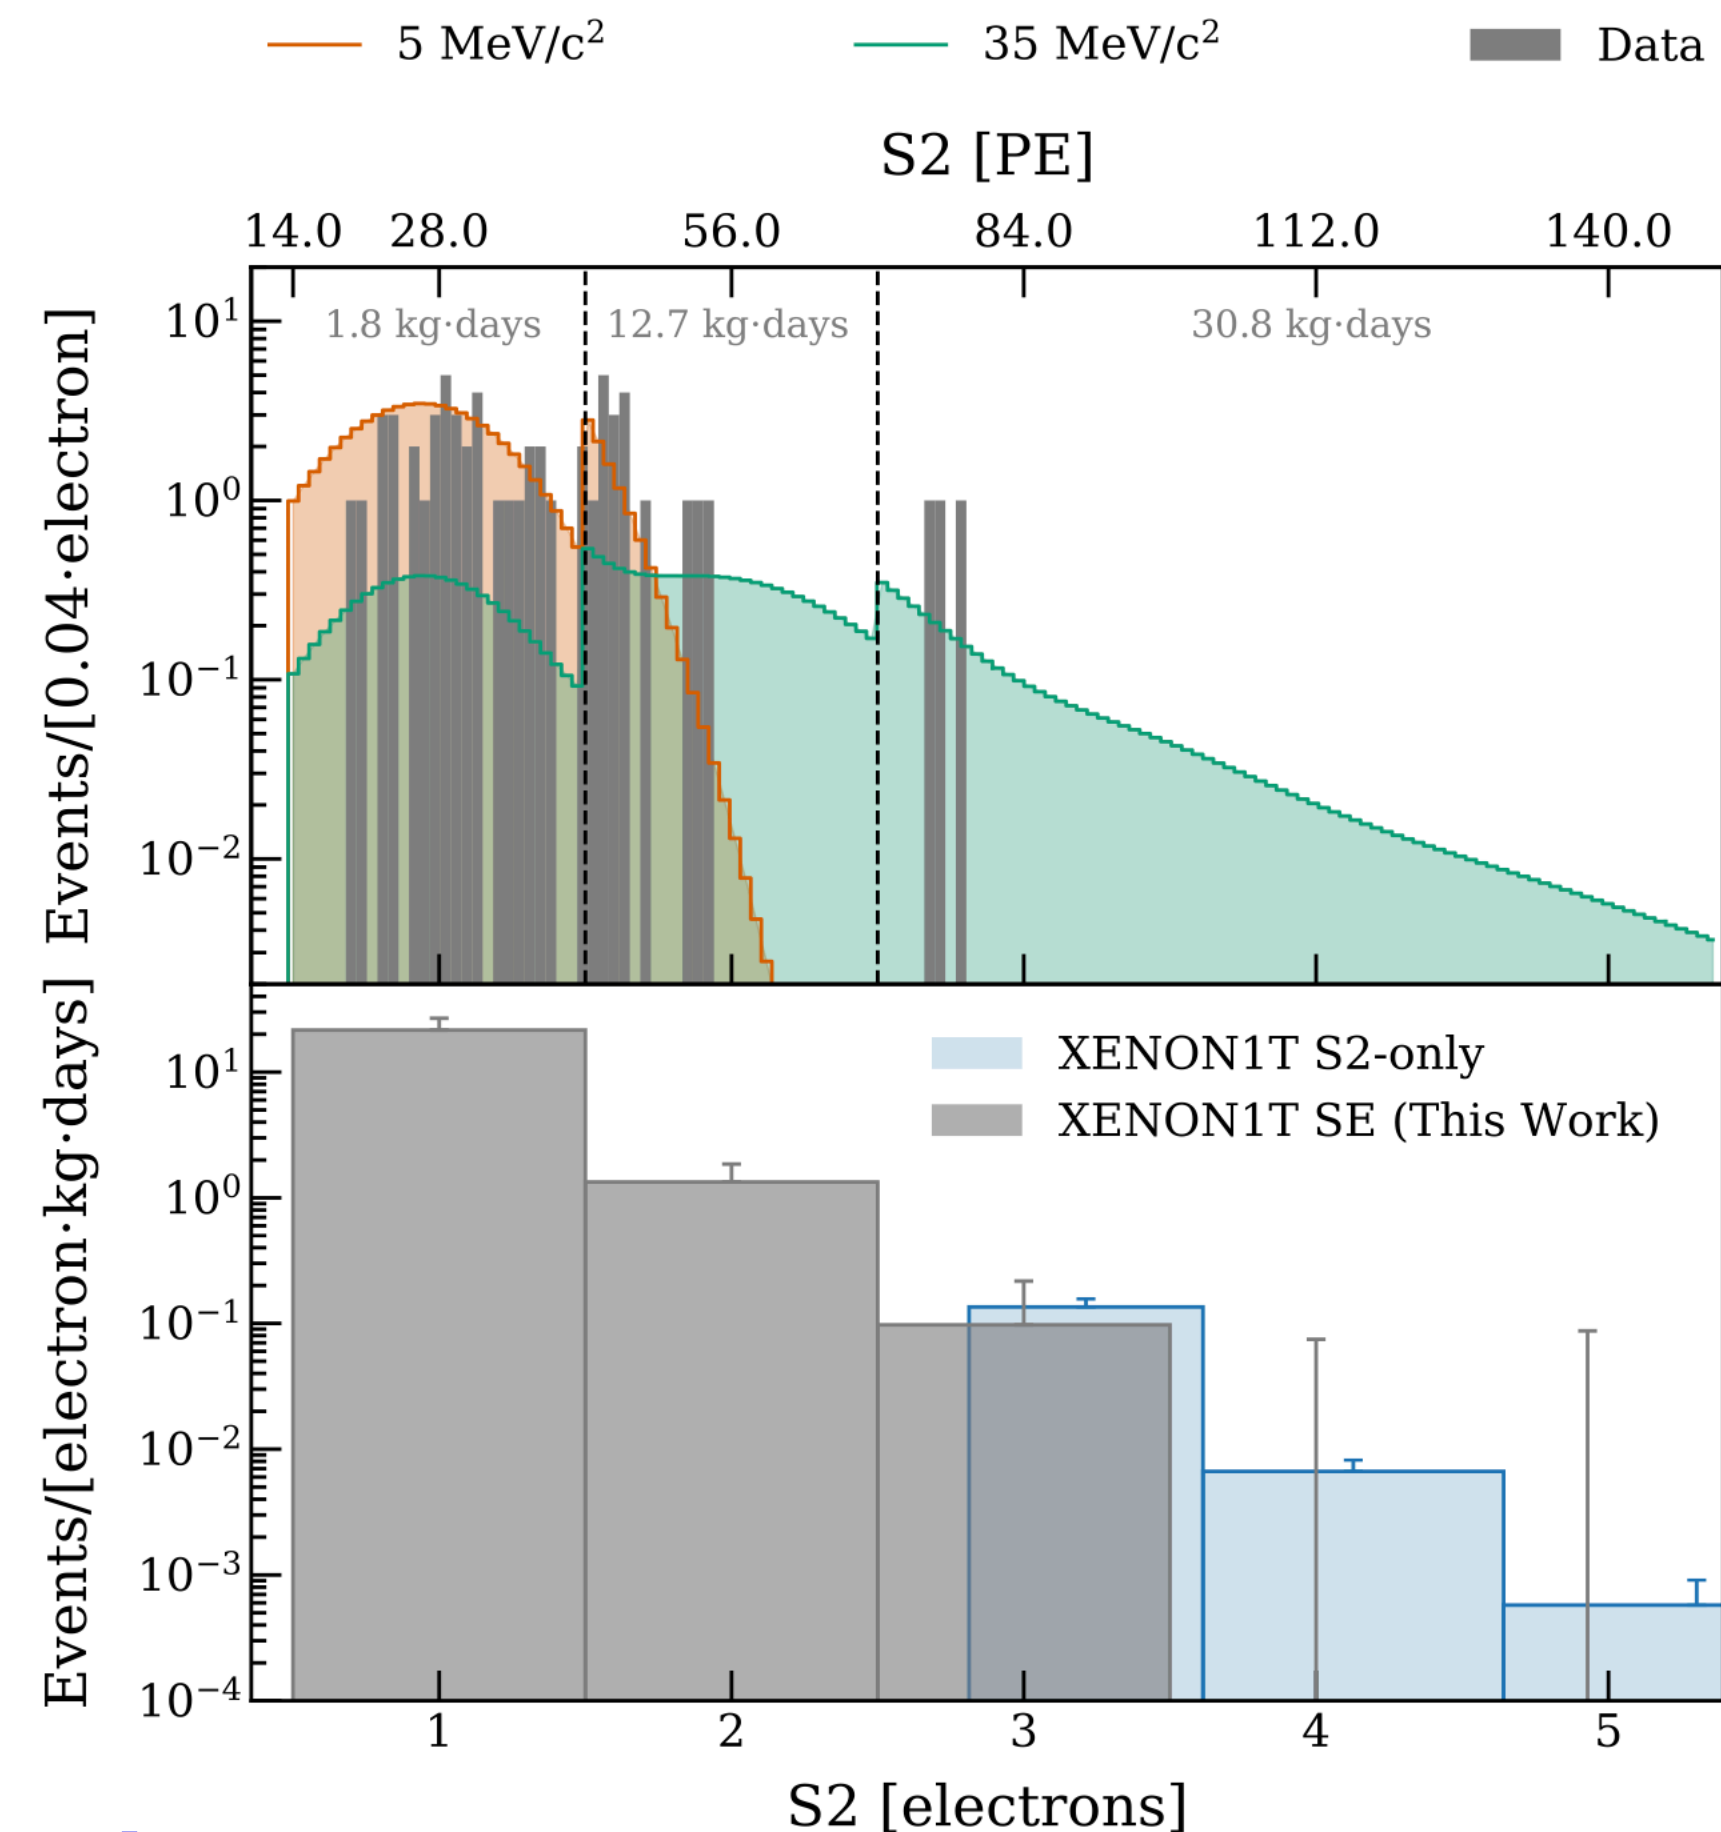 5 MeV/c²
35 MeV/c²
Data
S2 [PE]
14.0 28.0 56.0 84.0 112.0 140.0
Events/[0.04·electron]
10¹
10⁰
10⁻¹
10⁻²
1.8 kg·days
12.7 kg·days
30.8 kg·days
Events/[electron·kg·days]
10¹
10⁰
10⁻¹
10⁻²
10⁻³
10⁻⁴
XENON1T S2-only
XENON1T SE (This Work)
1 2 3 4 5
S2 [electrons]